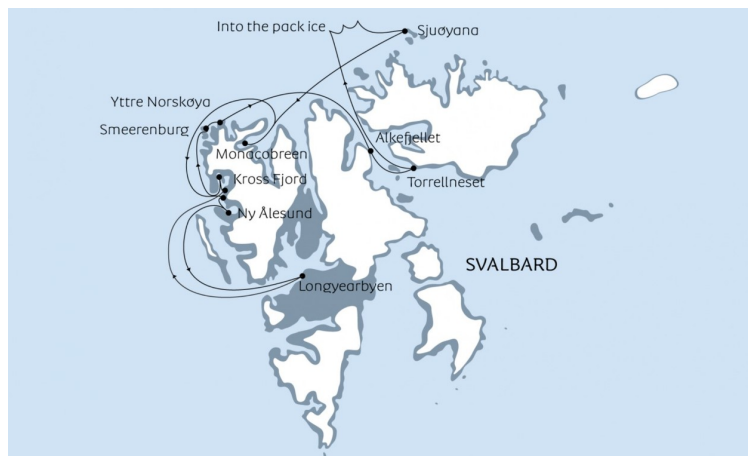 Into the pack ice
Sjuøyana
Yttre Norskøya
Smeerenburg
Alkefjellet
Monacobreen
Torrellneset
Kross Fjord
Ny Ålesund
SVALBARD
Longyearbyen